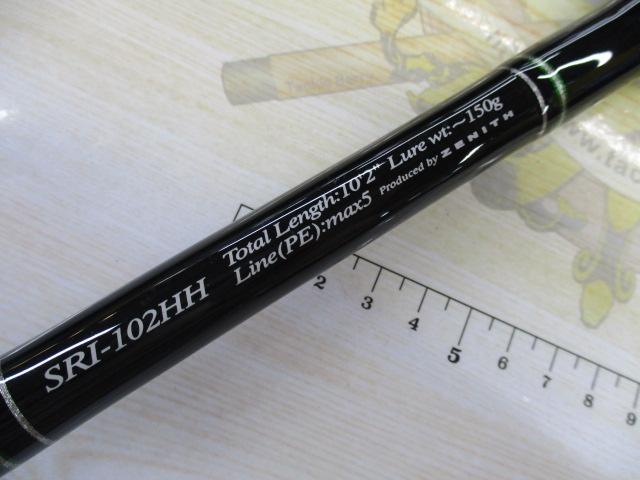 SRI-102HH
Total Length:10'2" Lure wt:~150g
Line(PE):max5 Produced by ZENITH
2 3 4 5 6 7 8 9